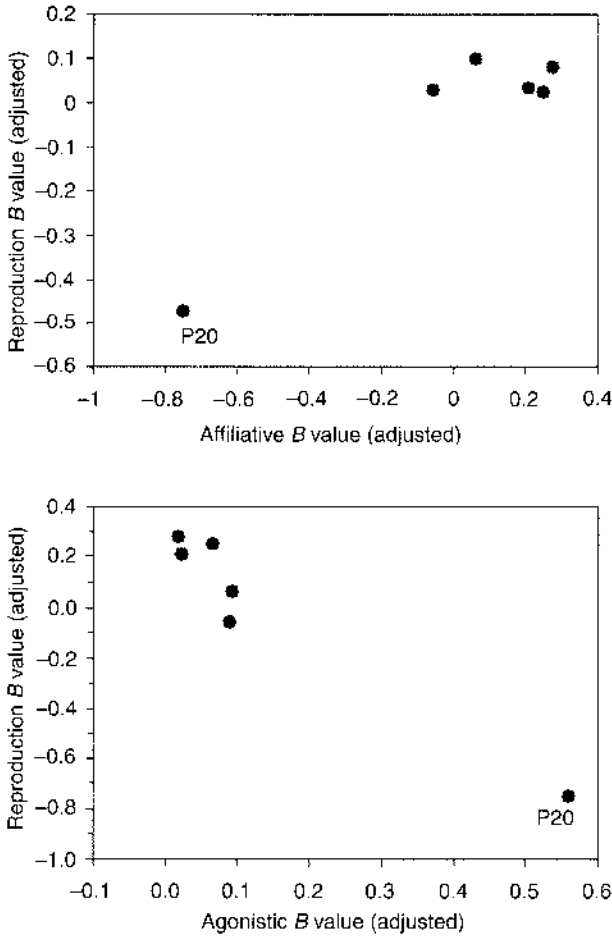 Reproduction B value (adjusted)
0.2
0.1
0
−0.1
−0.2
−0.3
−0.4
−0.5
−0.6
P20
−1 −0.8 −0.6 −0.4 −0.2 0 0.2 0.4
Affiliative B value (adjusted)
Reproduction B value (adjusted)
0.4
0.2
0.0
−0.2
−0.4
−0.6
−0.8
−1.0
P20
−0.1 0.0 0.1 0.2 0.3 0.4 0.5 0.6
Agonistic B value (adjusted)